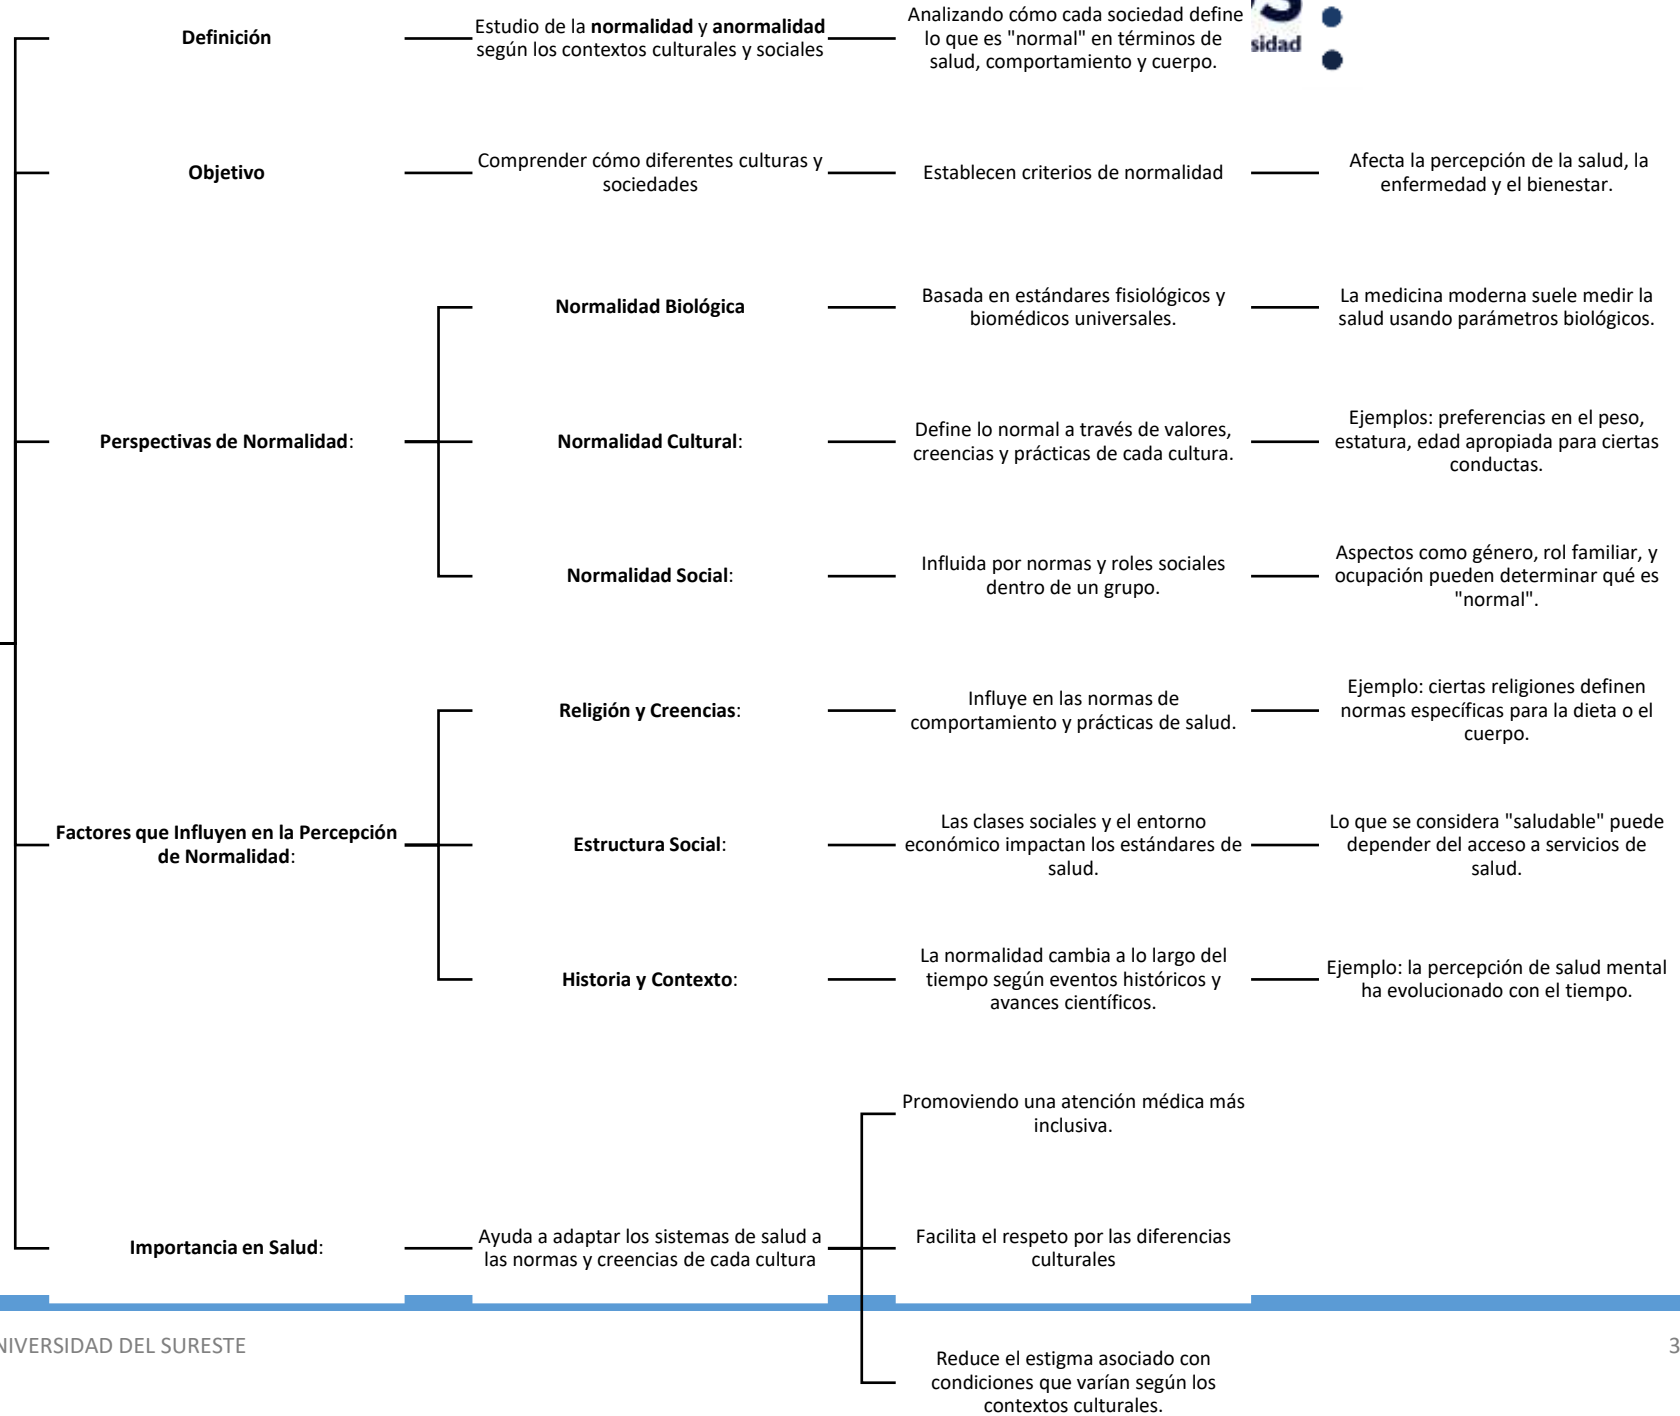 Definición
Estudio de la normalidad y anormalidad
según los contextos culturales y sociales
Analizando cómo cada sociedad define
lo que es "normal" en términos de
salud, comportamiento y cuerpo.
sidad
Objetivo
Comprender cómo diferentes culturas y
sociedades
Establecen criterios de normalidad
Afecta la percepción de la salud, la
enfermedad y el bienestar.
Perspectivas de Normalidad:
Normalidad Biológica
Basada en estándares fisiológicos y
biomédicos universales.
La medicina moderna suele medir la
salud usando parámetros biológicos.
Normalidad Cultural:
Define lo normal a través de valores,
creencias y prácticas de cada cultura.
Ejemplos: preferencias en el peso,
estatura, edad apropiada para ciertas
conductas.
Normalidad Social:
Influida por normas y roles sociales
dentro de un grupo.
Aspectos como género, rol familiar, y
ocupación pueden determinar qué es
"normal".
Factores que Influyen en la Percepción
de Normalidad:
Religión y Creencias:
Influye en las normas de
comportamiento y prácticas de salud.
Ejemplo: ciertas religiones definen
normas específicas para la dieta o el
cuerpo.
Estructura Social:
Las clases sociales y el entorno
económico impactan los estándares de
salud.
Lo que se considera "saludable" puede
depender del acceso a servicios de
salud.
Historia y Contexto:
La normalidad cambia a lo largo del
tiempo según eventos históricos y
avances científicos.
Ejemplo: la percepción de salud mental
ha evolucionado con el tiempo.
Importancia en Salud:
Ayuda a adaptar los sistemas de salud a
las normas y creencias de cada cultura
Promoviendo una atención médica más
inclusiva.
Facilita el respeto por las diferencias
culturales
Reduce el estigma asociado con
condiciones que varían según los
contextos culturales.
NIVERSIDAD DEL SURESTE
3